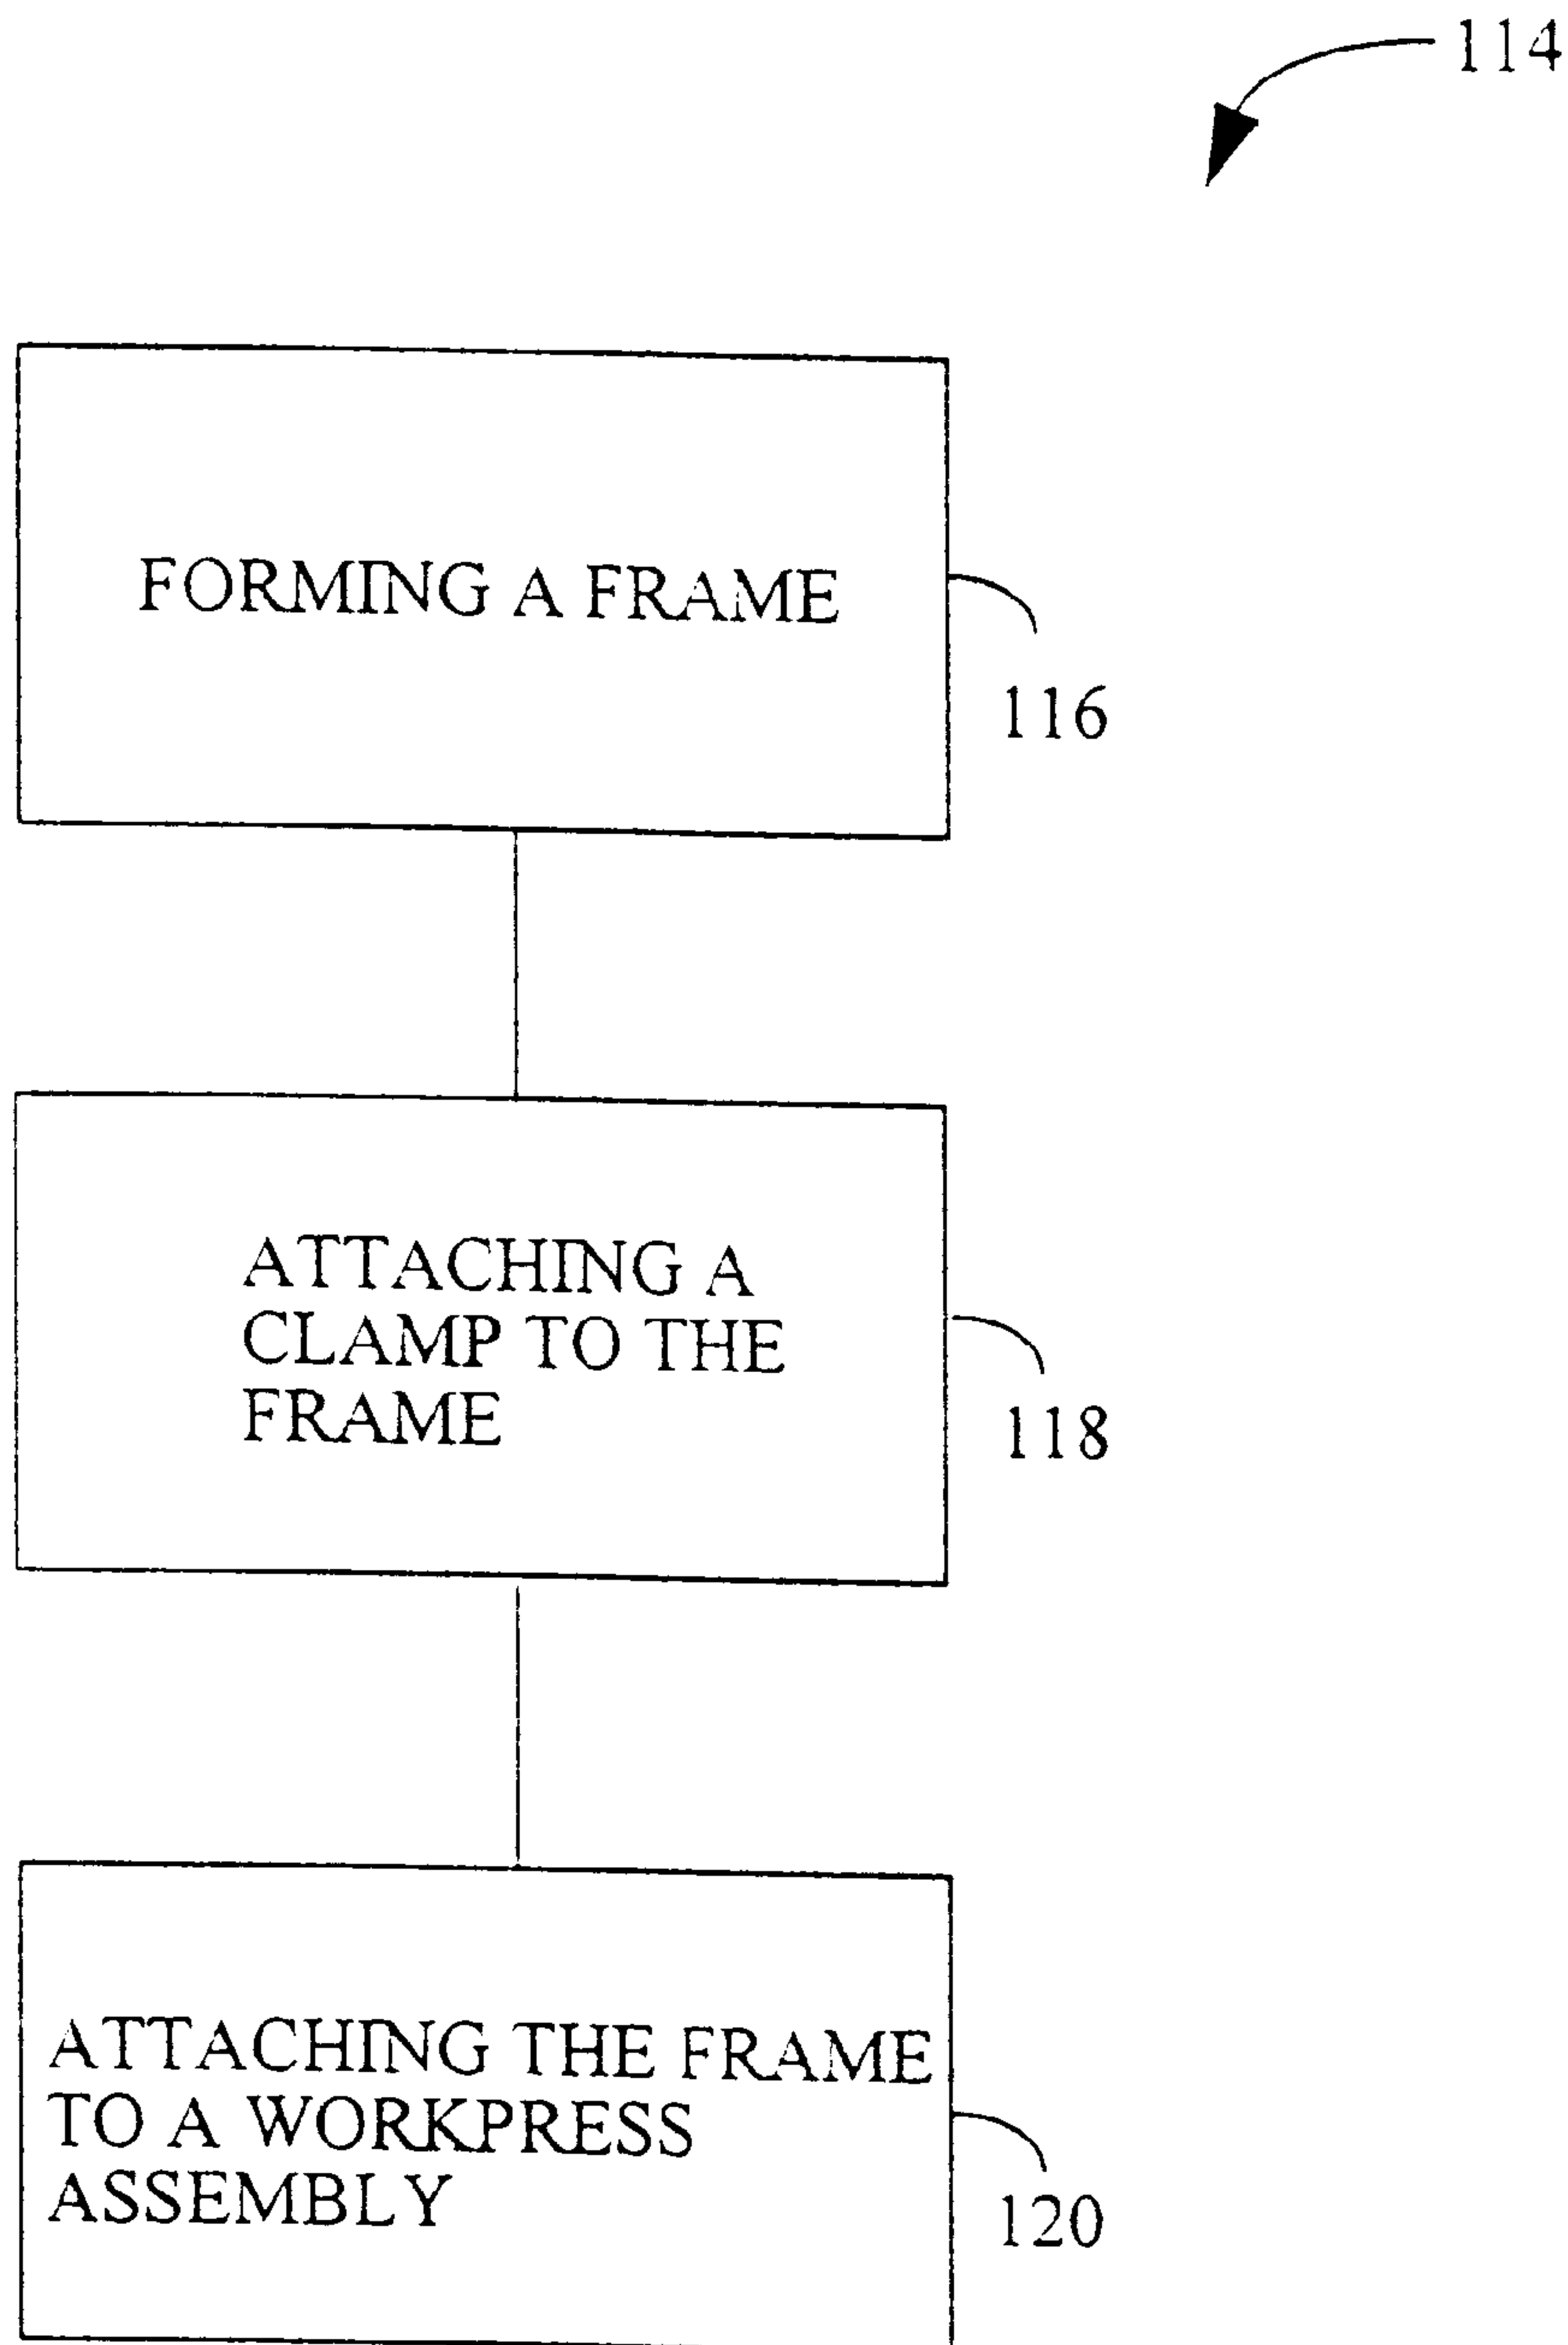 114
FORMING A FRAME
116
ATTACHING A
CLAMP TO THE
FRAME
118
ATTACHING THE FRAME
TO A WORKPRESS
ASSEMBLY
120